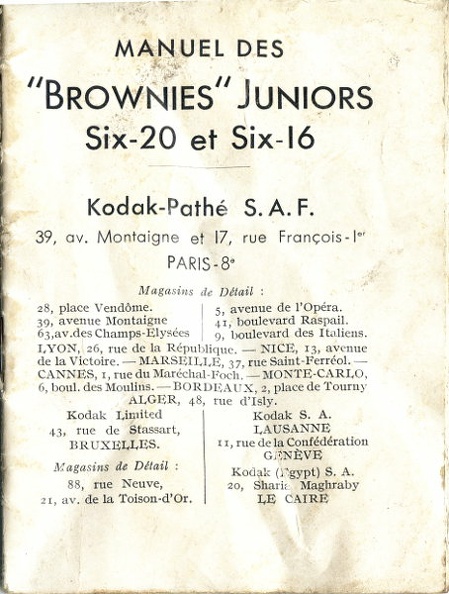 MANUEL DES
"BROWNIES" JUNIORS
Six-20 et Six-16
Kodak-Pathé S. A. F.
39, av. Montaigne et 17, rue François-Ier
PARIS-8e
Magasins de Détail :
28, place Vendôme.
39, avenue Montaigne
63, av. des Champs-Elysées
5, avenue de l'Opéra.
41, boulevard Raspail.
9, boulevard des Italiens.
LYON, 26, rue de la République. — NICE, 13, avenue
de la Victoire. — MARSEILLE, 37, rue Saint-Ferréol. —
CANNES, 1, rue du Maréchal-Foch. — MONTE-CARLO,
6, boul. des Moulins. — BORDEAUX, 2, place de Tourny
ALGER, 48, rue d'Isly.
Kodak Limited
43, rue de Stassart,
BRUXELLES.
Magasins de Détail :
88, rue Neuve,
21, av. de la Toison-d'Or.
Kodak S. A.
LAUSANNE
11, rue de la Confédération
GENÈVE
Kodak (Egypt) S. A.
20, Sharia Maghraby
LE CAIRE